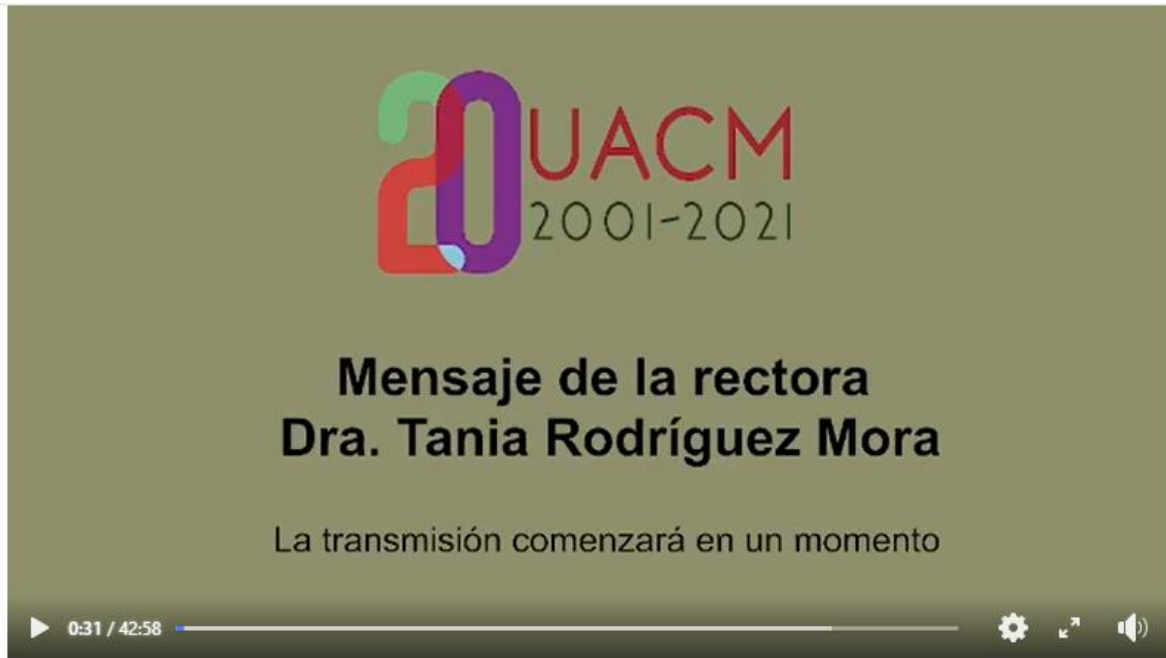 20 UACM
2001-2021
Mensaje de la rectora
Dra. Tania Rodríguez Mora
La transmisión comenzará en un momento
0:31 / 42:58